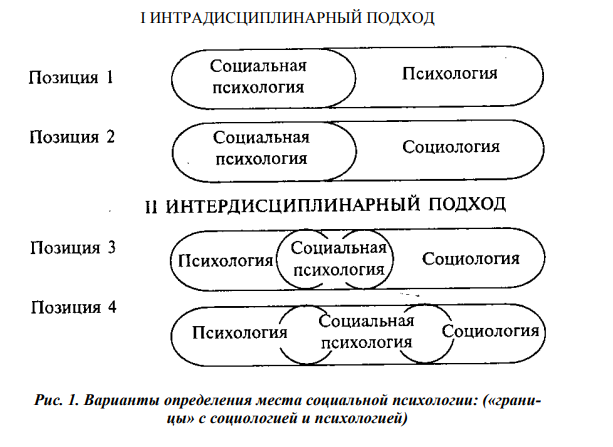 I ИНТРАДИСЦИПЛИНАРНЫЙ ПОДХОД
Позиция 1
Социальная
психология
Психология
Позиция 2
Социальная
психология
Социология
II ИНТЕРДИСЦИПЛИНАРНЫЙ ПОДХОД
Позиция 3
Психология
Социальная
психология
Социология
Позиция 4
Психология
Социальная
психология
Социология
Рис. 1. Варианты определения места социальной психологии: («грани-
цы» с социологией и психологией)